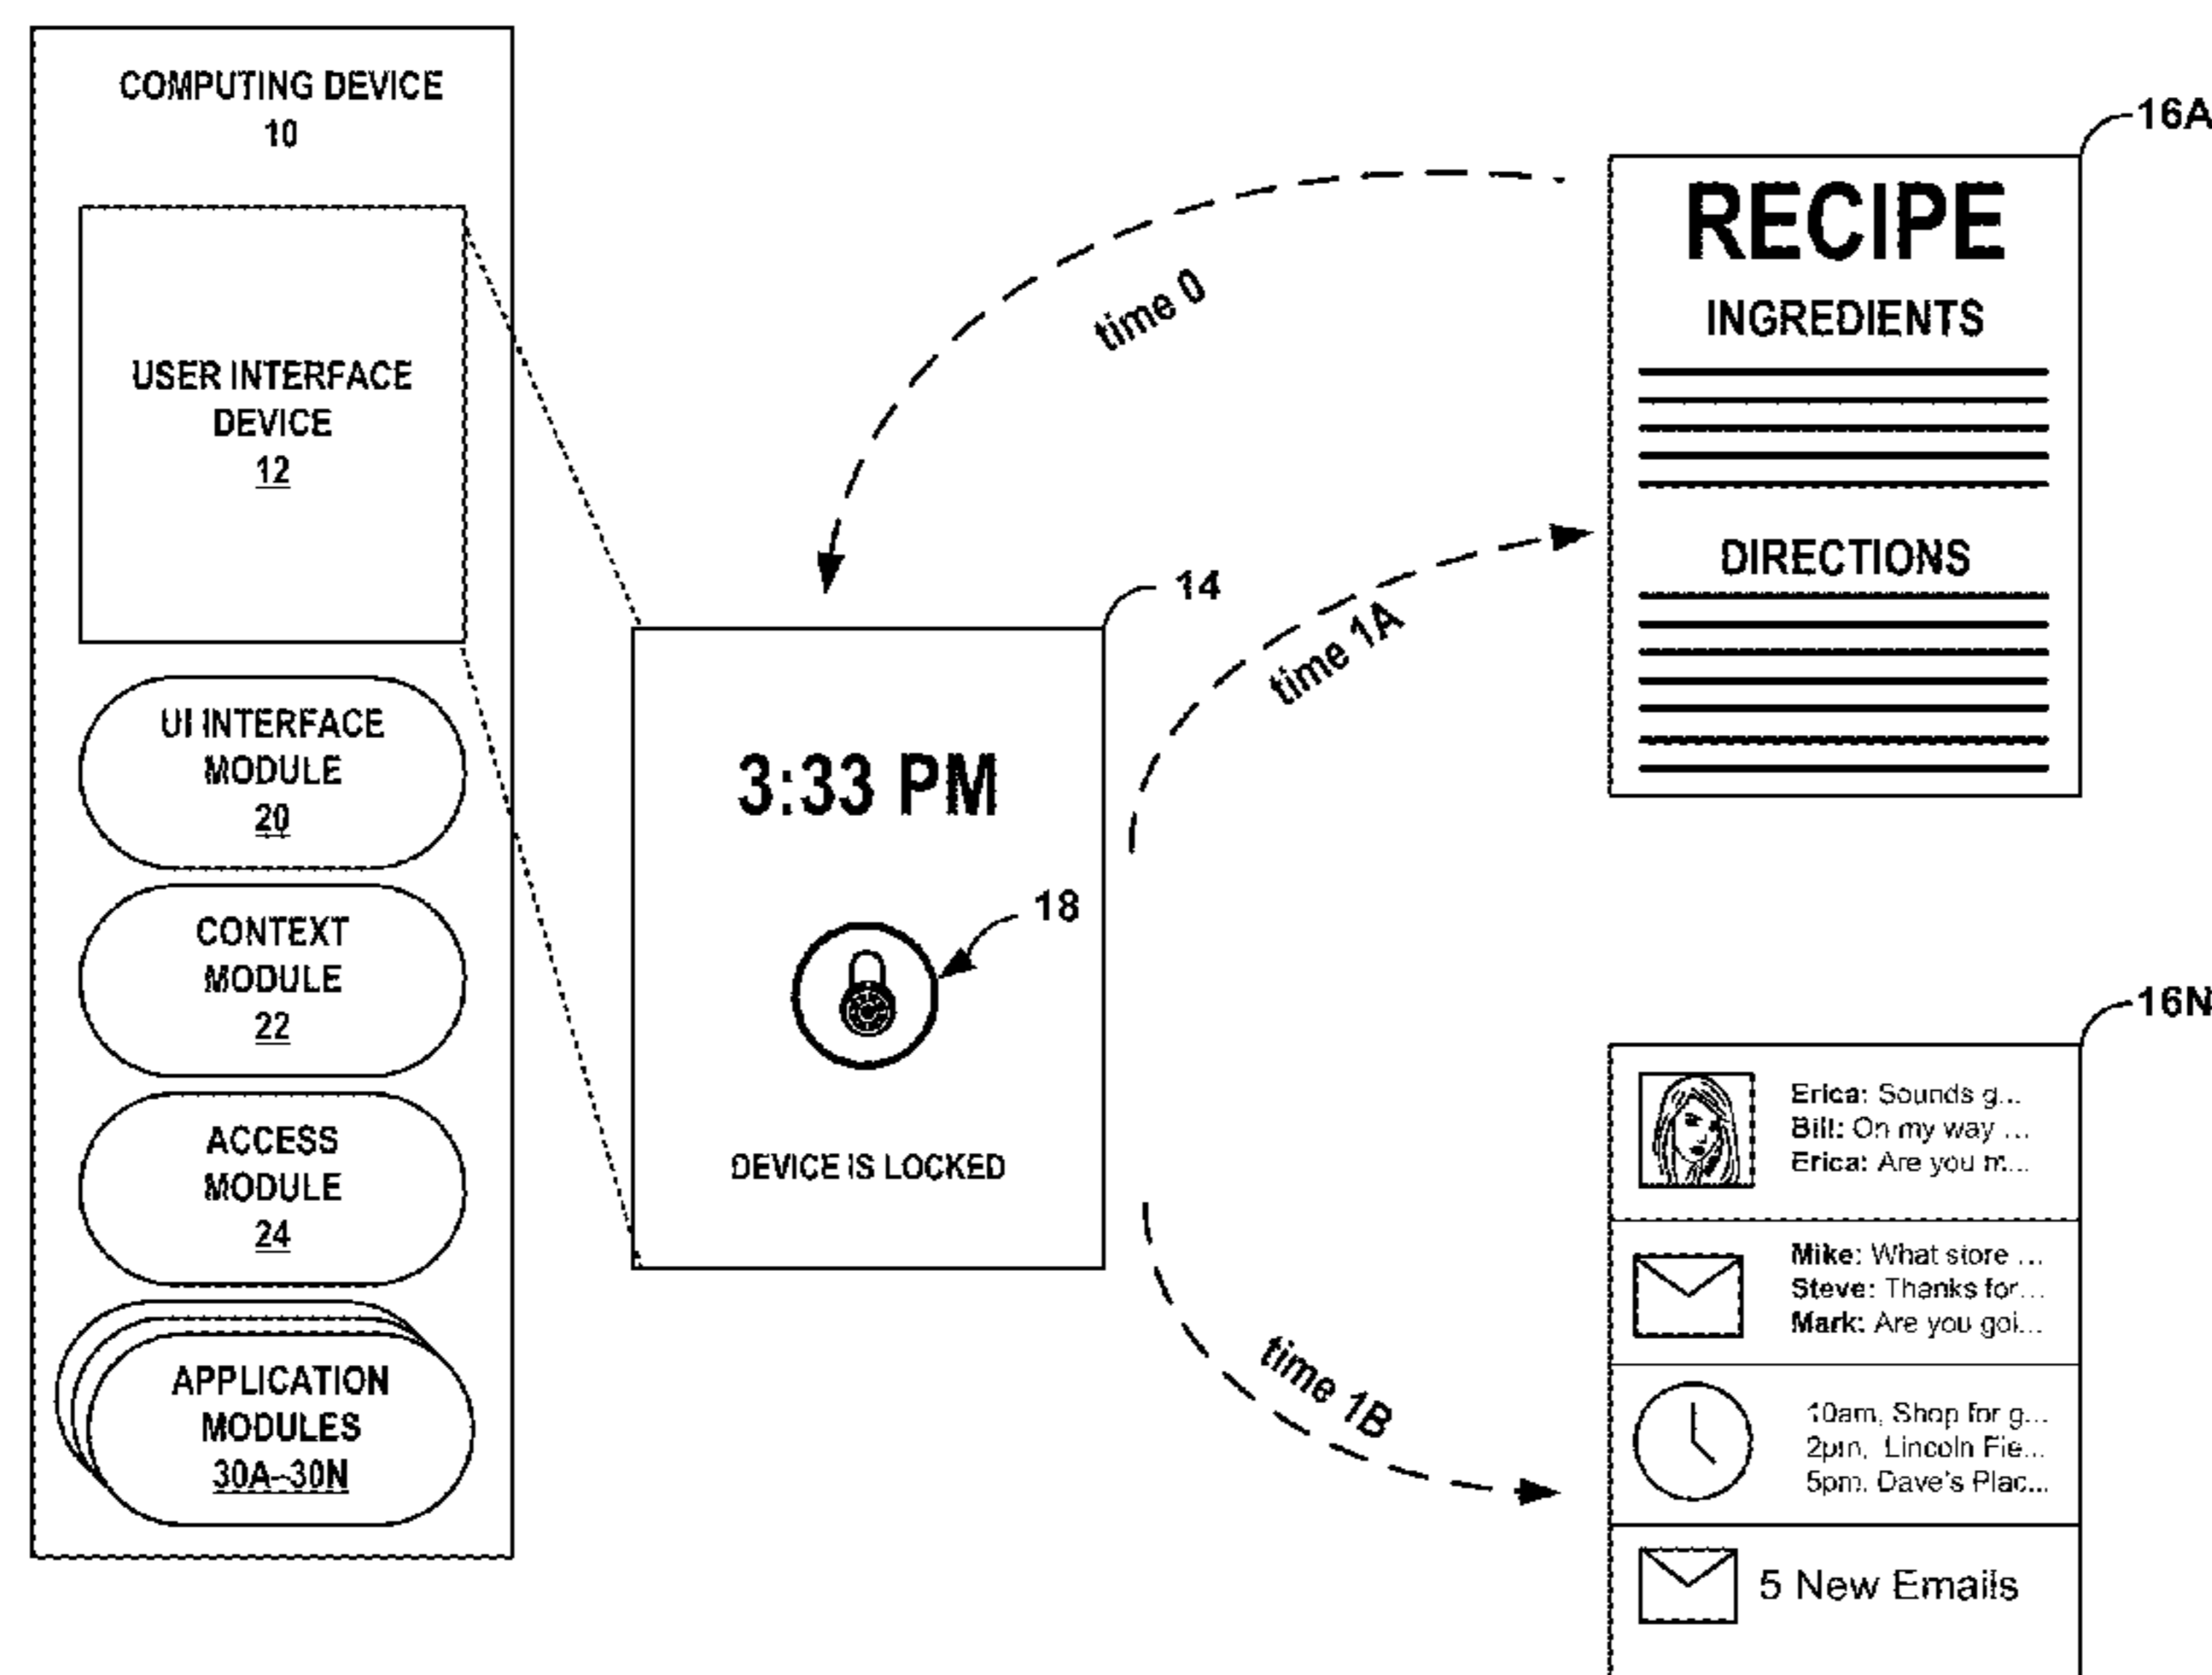 COMPUTING DEVICE
10
USER INTERFACE
DEVICE
12
UI INTERFACE
MODULE
20
CONTEXT
MODULE
22
ACCESS
MODULE
24
APPLICATION
MODULES
30A–30N
time 0
14
3:33 PM
18
DEVICE IS LOCKED
time 1A
time 1B
16A
RECIPE
INGREDIENTS
DIRECTIONS
16N
Erica: Sounds g...
Bill: On my way ...
Erica: Are you m...
Mike: What store ...
Steve: Thanks for...
Mark: Are you goi...
10am, Shop for g...
2pm, Lincoln Fie...
5pm, Dave's Plac...
5 New Emails